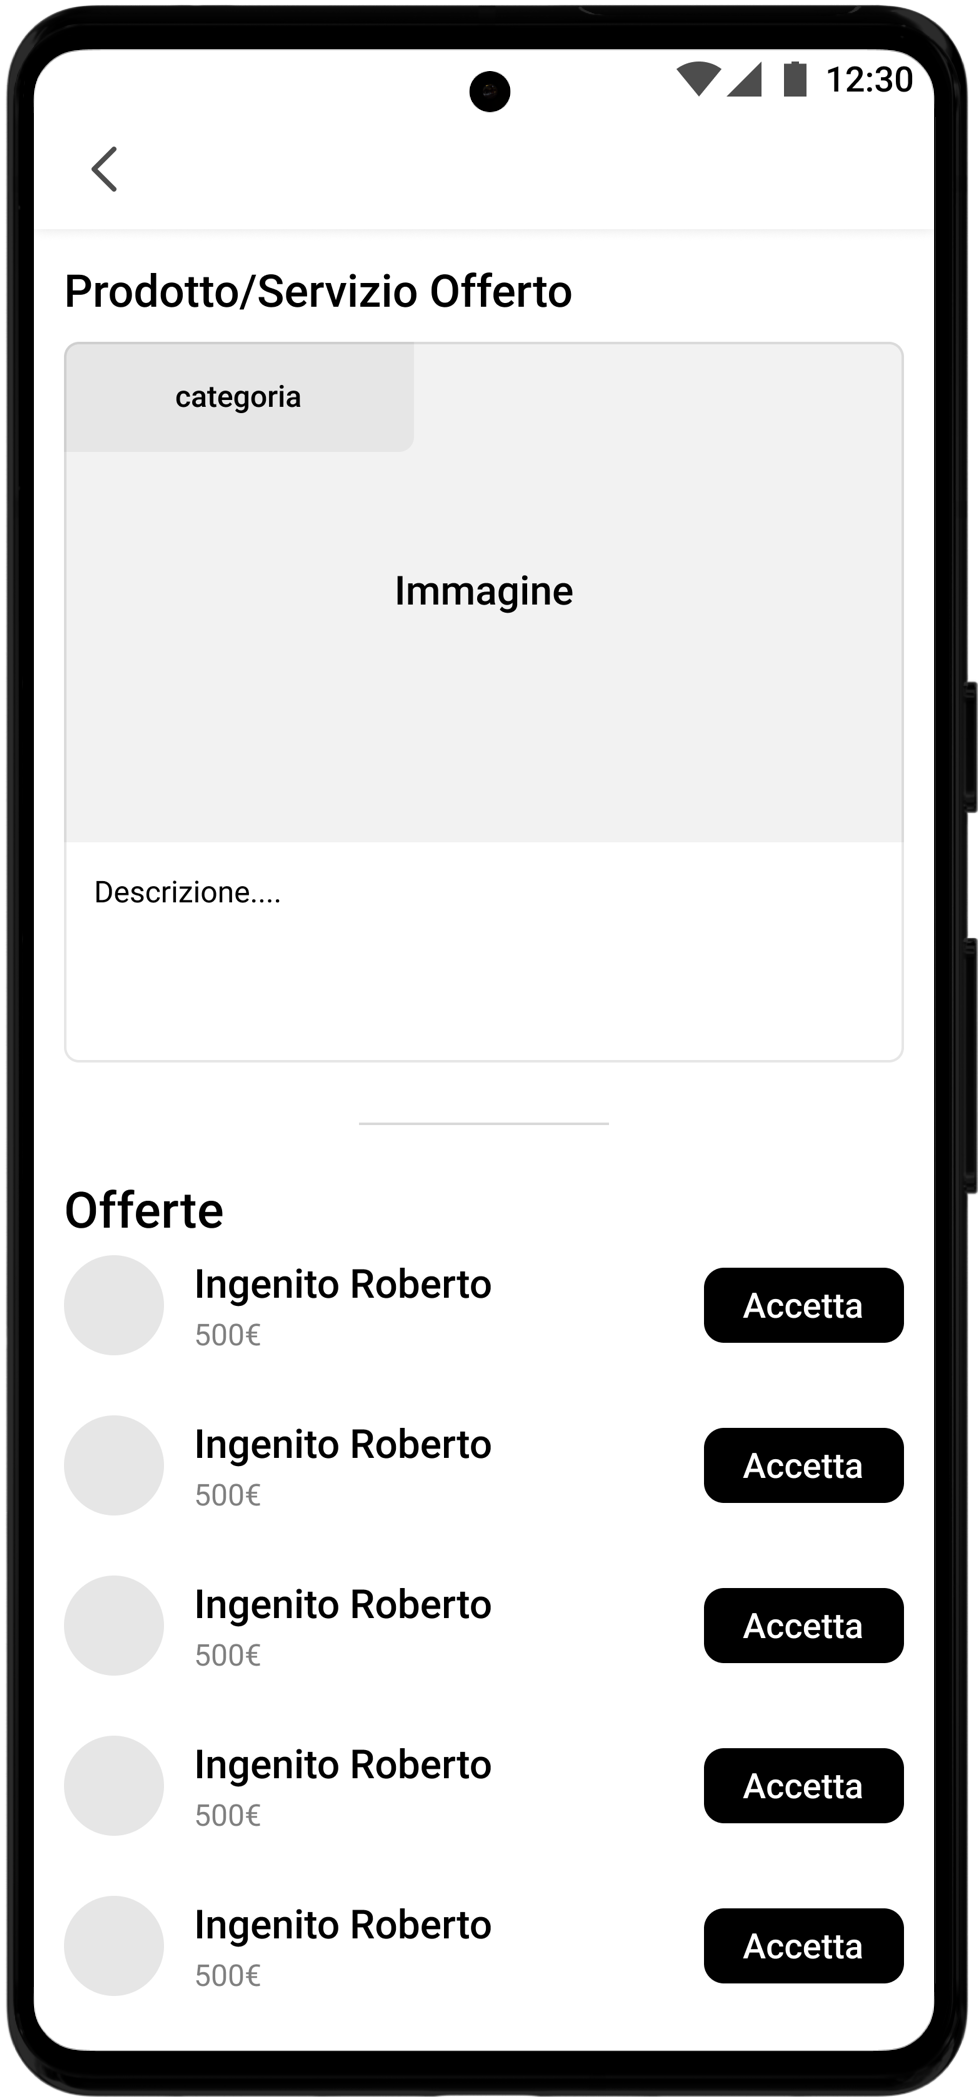 12:30
Prodotto/Servizio Offerto
categoria
Immagine
Descrizione....
Offerte
Ingenito Roberto
500€
Accetta
Ingenito Roberto
500€
Accetta
Ingenito Roberto
500€
Accetta
Ingenito Roberto
500€
Accetta
Ingenito Roberto
500€
Accetta